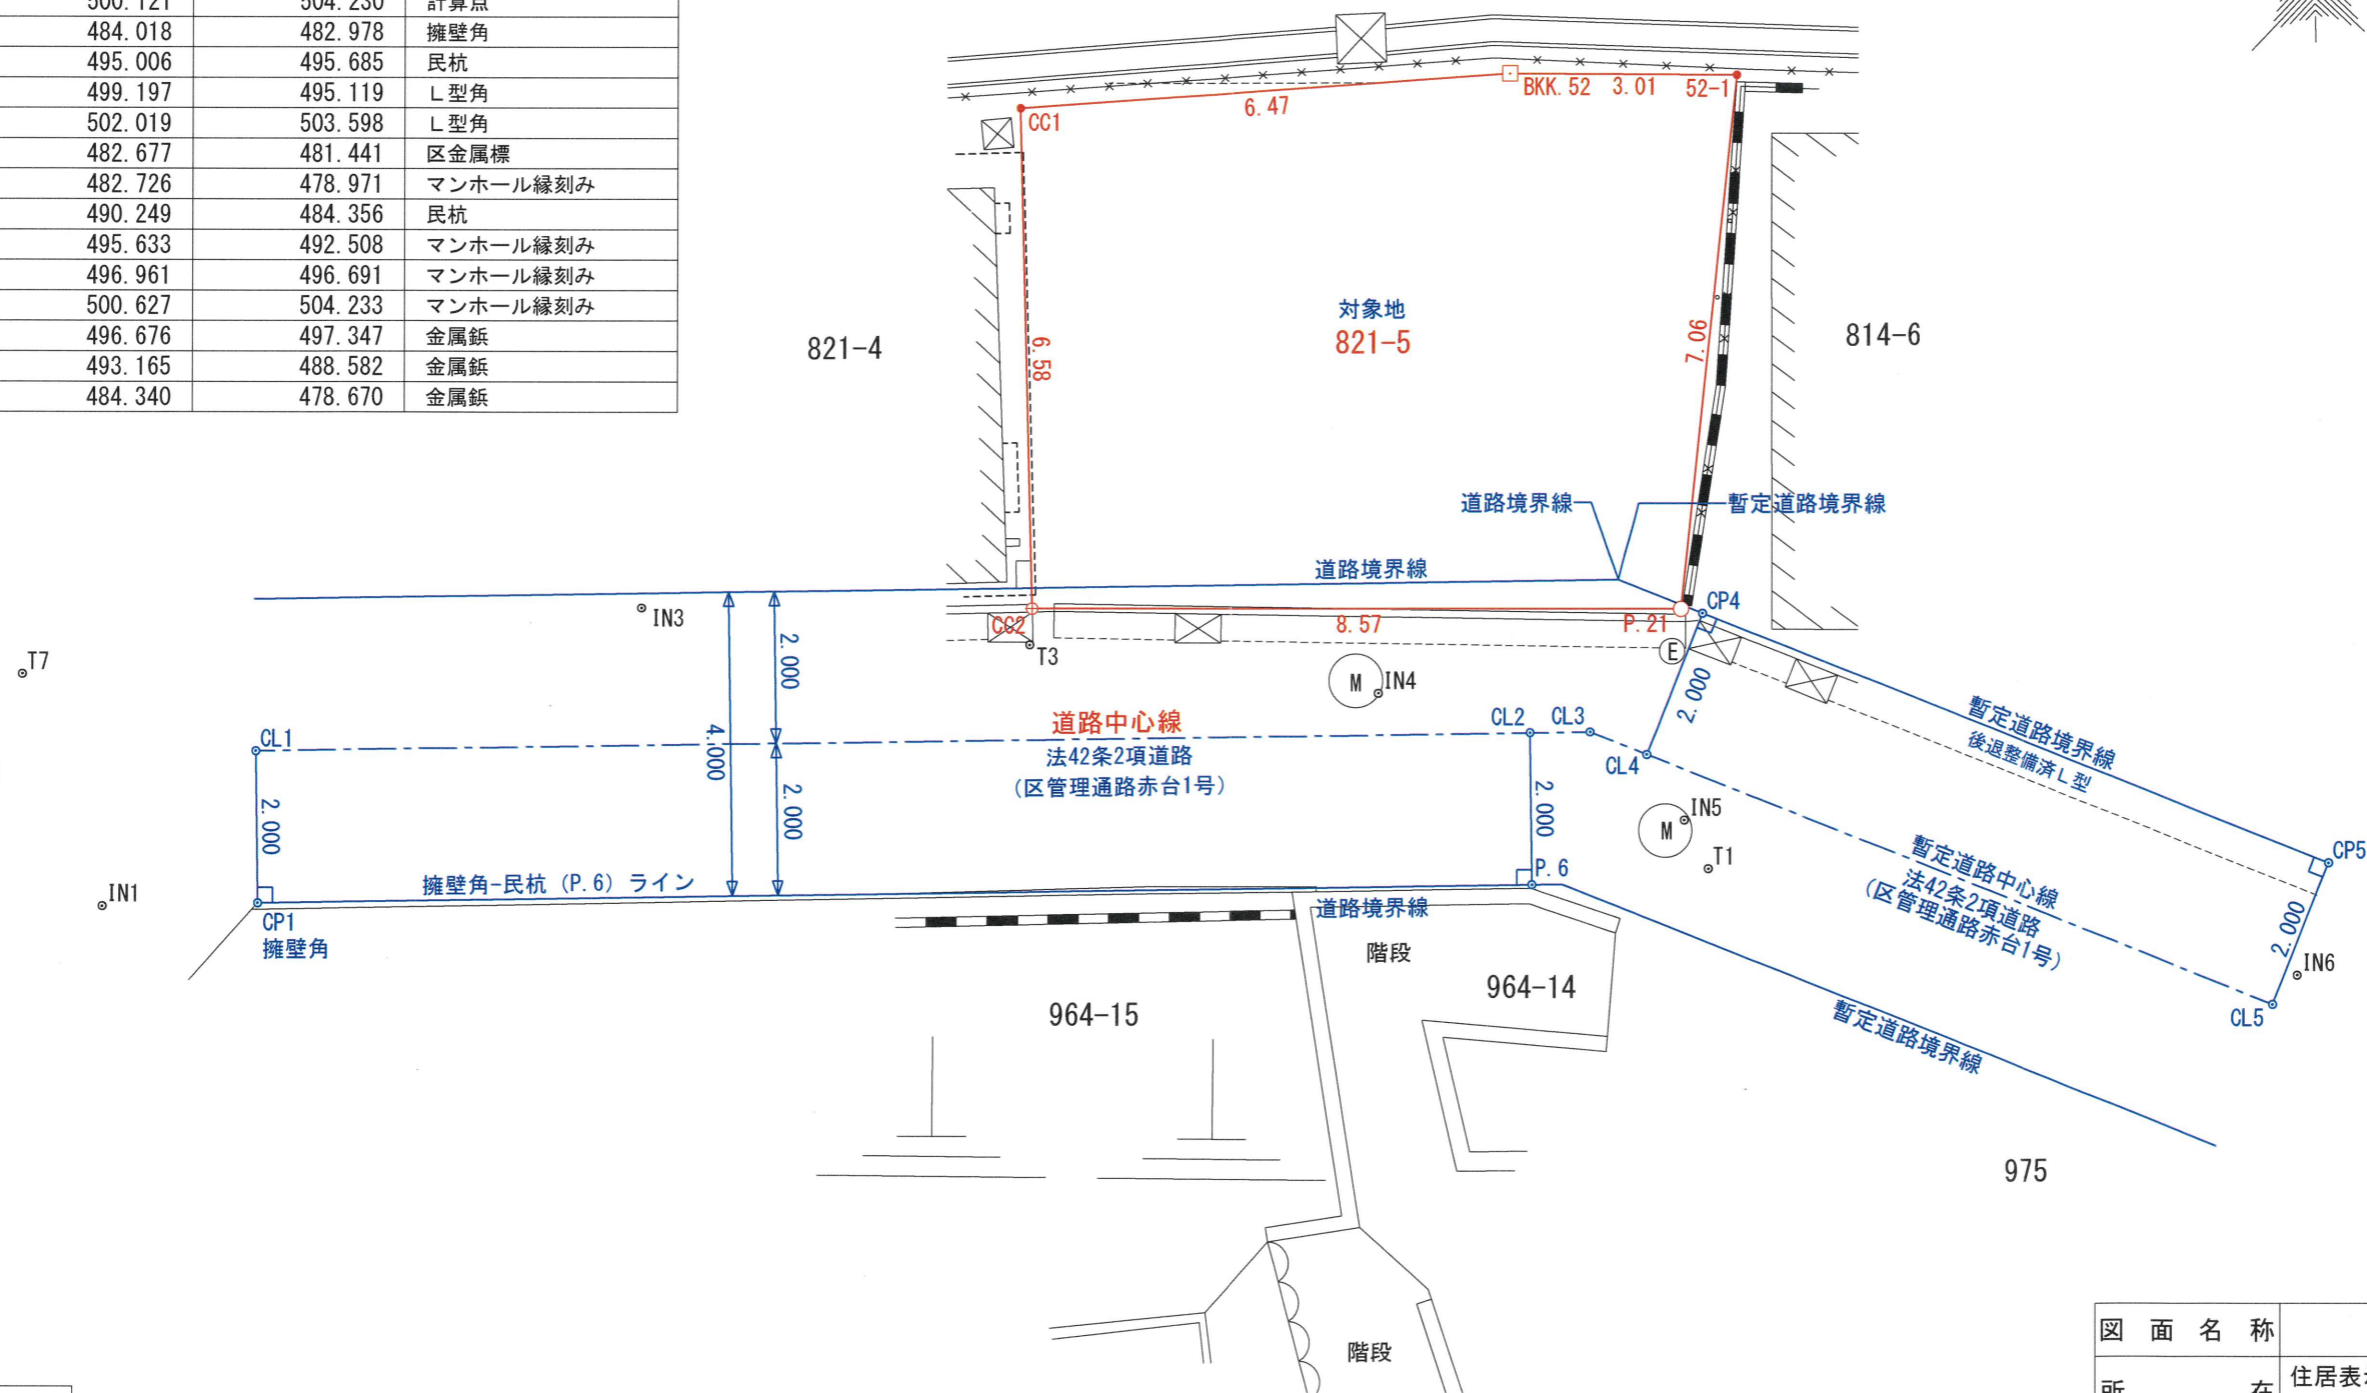 500.121 504.230 計算点
484.018 482.978 擁壁角
495.006 495.685 民杭
499.197 495.119 L型角
502.019 503.598 L型角
482.677 481.441 区金属標
482.726 478.971 マンホール縁刻み
490.249 484.356 民杭
495.633 492.508 マンホール縁刻み
496.961 496.691 マンホール縁刻み
500.627 504.233 マンホール縁刻み
496.676 497.347 金属鋲
493.165 488.582 金属鋲
484.340 478.670 金属鋲
CC1
6.47
BKK.52 3.01 52-1
対象地
821-5
821-4
814-6
6.58
7.06
道路境界線
暫定道路境界線
道路境界線
IN3
CC2
8.57
P.21
CP4
T7
T3
E
M
IN4
2.000
2.000
4.000
2.000
CL1
道路中心線
CL2
CL3
CL4
法42条2項道路
(区管理通路赤台1号)
2.000
2.000
2.000
暫定道路境界線
後退整備済L型
M
IN5
T1
暫定道路中心線
法42条2項道路
(区管理通路赤台1号)
CP5
2.000
IN6
CL5
IN1
擁壁角-民杭(P.6)ライン
P.6
CP1
擁壁角
道路境界線
階段
964-14
964-15
暫定道路境界線
975
階段
図面名称
所在
住居表